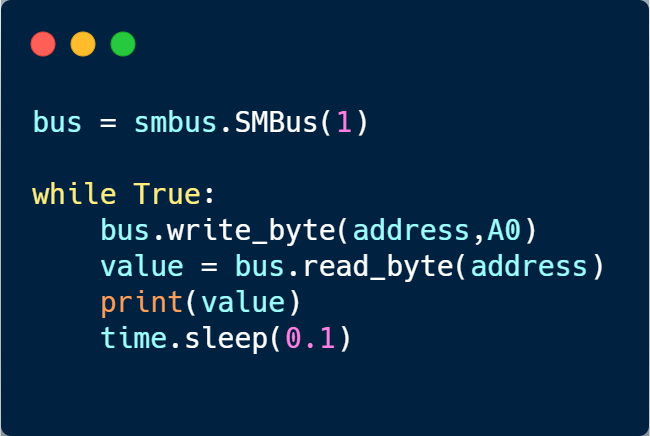 bus = smbus.SMBus(1)
while True:
    bus.write_byte(address,A0)
    value = bus.read_byte(address)
    print(value)
    time.sleep(0.1)